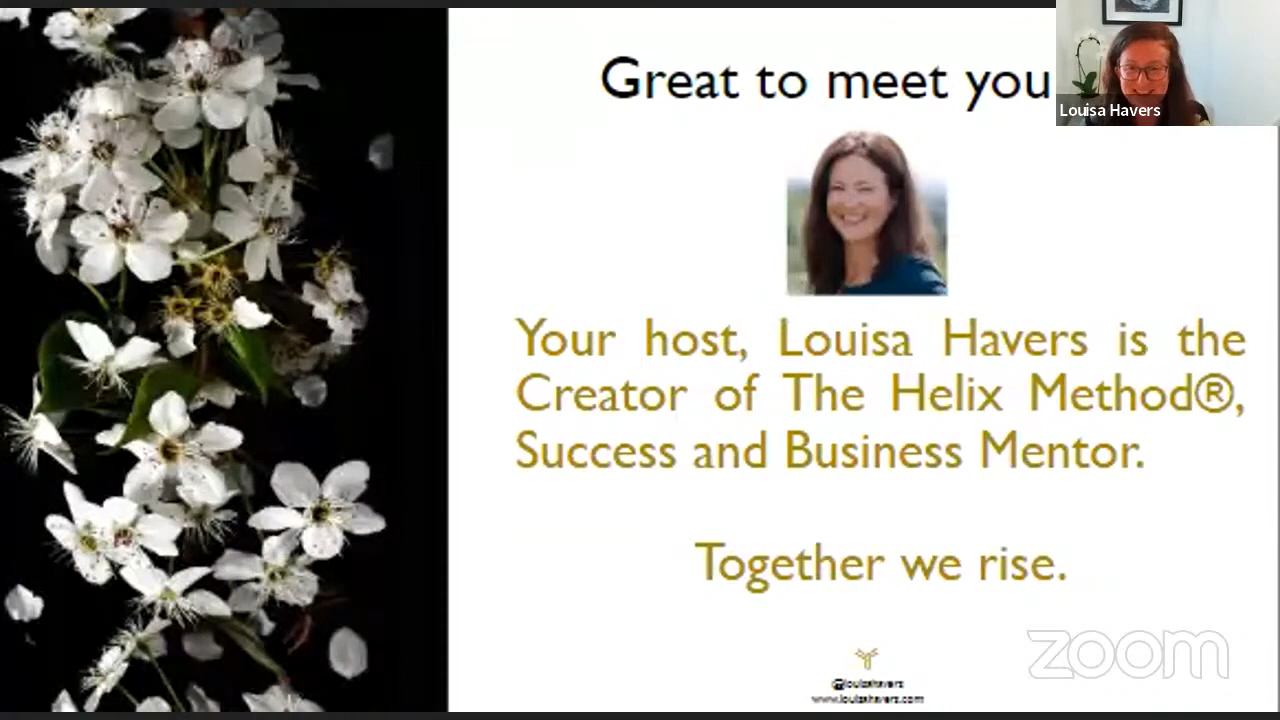 Great to meet you
Louisa Havers
Your host, Louisa Havers is the
Creator of The Helix Method®,
Success and Business Mentor.
Together we rise.
zoom
@louisahavers
www.louisahavers.com